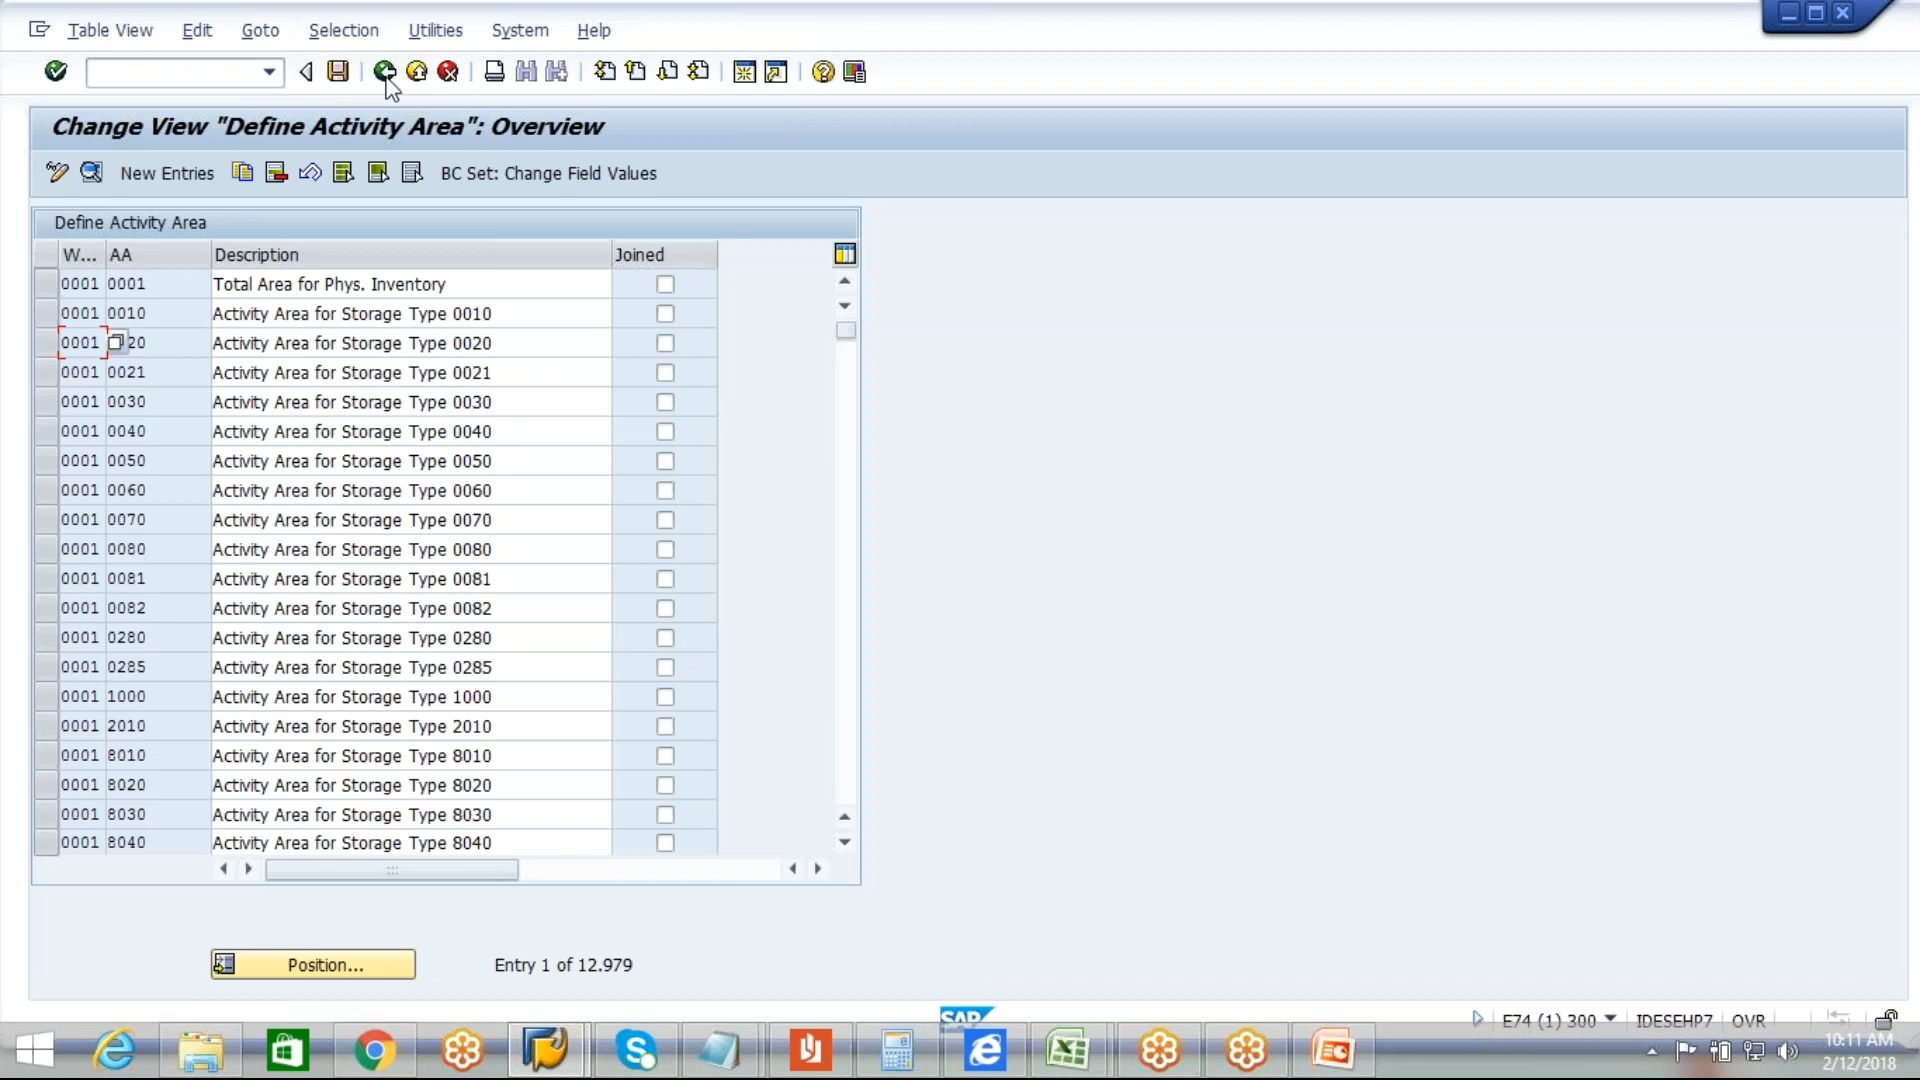 Table View Edit Goto Selection Utilities System Help
Change View "Define Activity Area": Overview
New Entries BC Set: Change Field Values
Define Activity Area
W... AA Description Joined
0001 0001 Total Area for Phys. Inventory
0001 0010 Activity Area for Storage Type 0010
0001 20 Activity Area for Storage Type 0020
0001 0021 Activity Area for Storage Type 0021
0001 0030 Activity Area for Storage Type 0030
0001 0040 Activity Area for Storage Type 0040
0001 0050 Activity Area for Storage Type 0050
0001 0060 Activity Area for Storage Type 0060
0001 0070 Activity Area for Storage Type 0070
0001 0080 Activity Area for Storage Type 0080
0001 0081 Activity Area for Storage Type 0081
0001 0082 Activity Area for Storage Type 0082
0001 0280 Activity Area for Storage Type 0280
0001 0285 Activity Area for Storage Type 0285
0001 1000 Activity Area for Storage Type 1000
0001 2010 Activity Area for Storage Type 2010
0001 8010 Activity Area for Storage Type 8010
0001 8020 Activity Area for Storage Type 8020
0001 8030 Activity Area for Storage Type 8030
0001 8040 Activity Area for Storage Type 8040
Position... Entry 1 of 12.979
SAP
E74 (1) 300 IDESEHP7 OVR
10:11 AM
2/12/2018